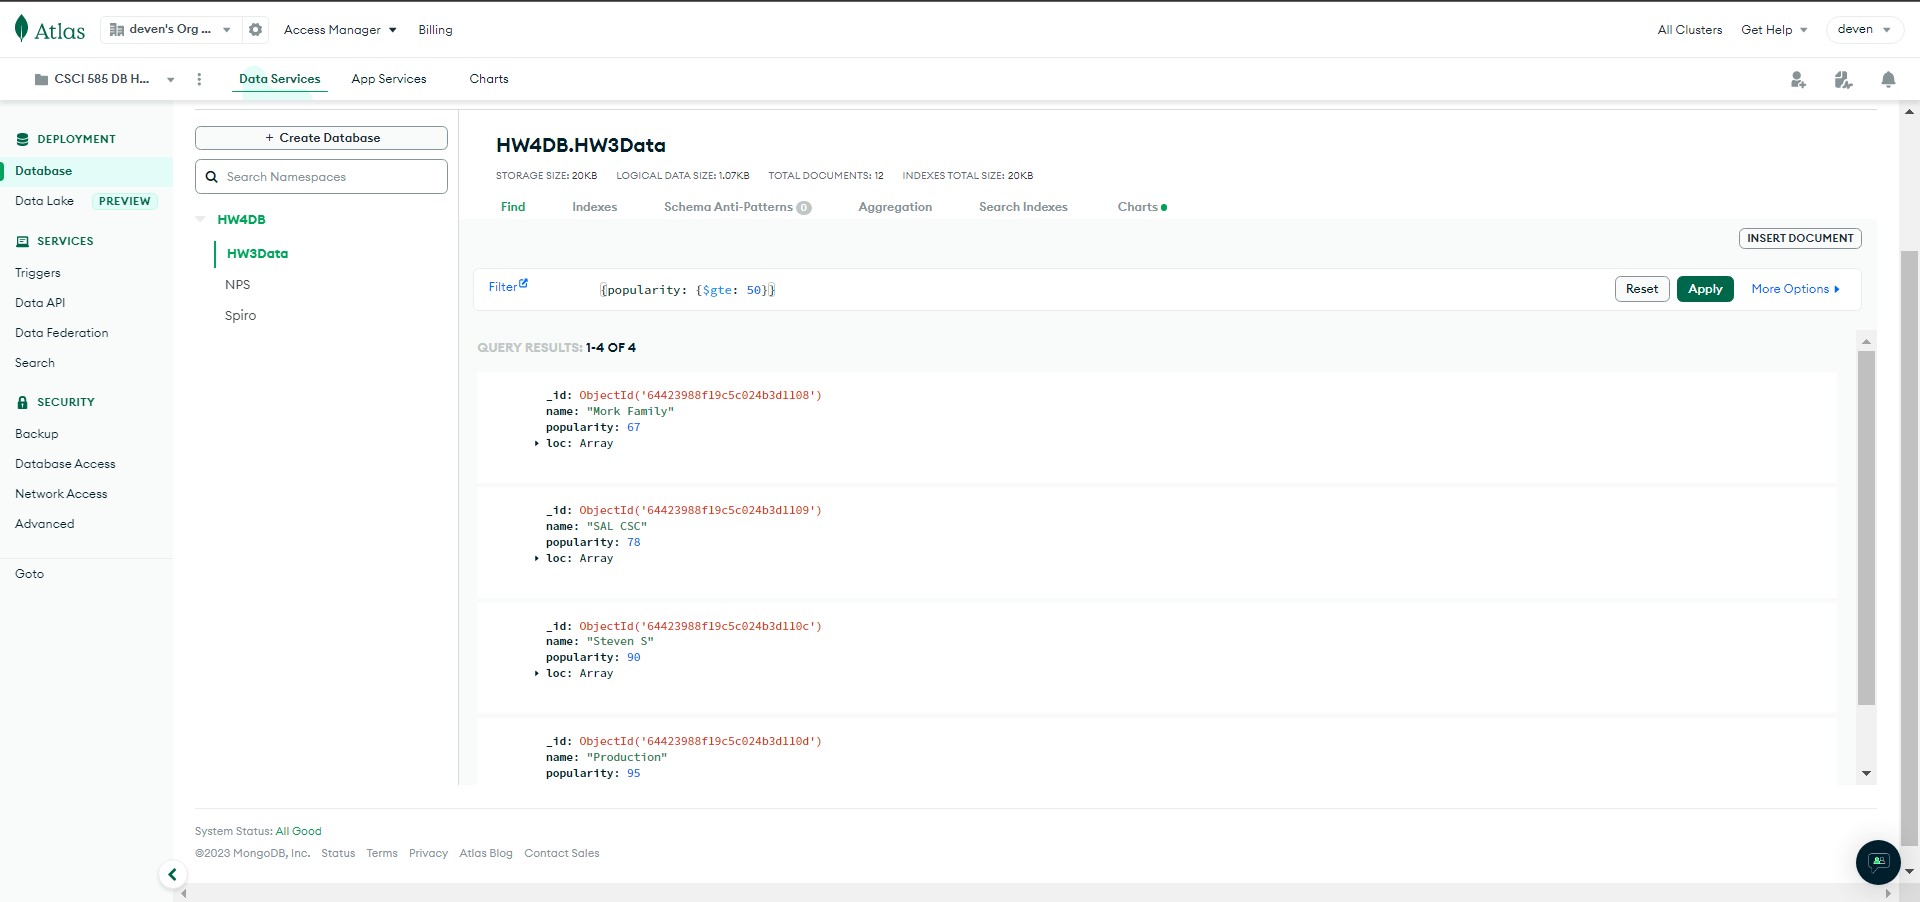 Atlas
deven's Org ...
Access Manager
Billing
All Clusters
Get Help
deven
CSCI 585 DB H...
Data Services
App Services
Charts
DEPLOYMENT
Database
Data Lake PREVIEW
SERVICES
Triggers
Data API
Data Federation
Search
SECURITY
Backup
Database Access
Network Access
Advanced
Goto
+ Create Database
Search Namespaces
HW4DB
HW3Data
NPS
Spiro
HW4DB.HW3Data
STORAGE SIZE: 20KB LOGICAL DATA SIZE: 1.07KB TOTAL DOCUMENTS: 12 INDEXES TOTAL SIZE: 20KB
Find Indexes Schema Anti-Patterns 0 Aggregation Search Indexes Charts
INSERT DOCUMENT
Filter {popularity: {$gte: 50}} Reset Apply More Options
QUERY RESULTS: 1-4 OF 4
_id: ObjectId('64423988f19c5c024b3d1108')
name: "Mork Family"
popularity: 67
loc: Array
_id: ObjectId('64423988f19c5c024b3d1109')
name: "SAL CSC"
popularity: 78
loc: Array
_id: ObjectId('64423988f19c5c024b3d110c')
name: "Steven S"
popularity: 90
loc: Array
_id: ObjectId('64423988f19c5c024b3d110d')
name: "Production"
popularity: 95
System Status: All Good
©2023 MongoDB, Inc. Status Terms Privacy Atlas Blog Contact Sales